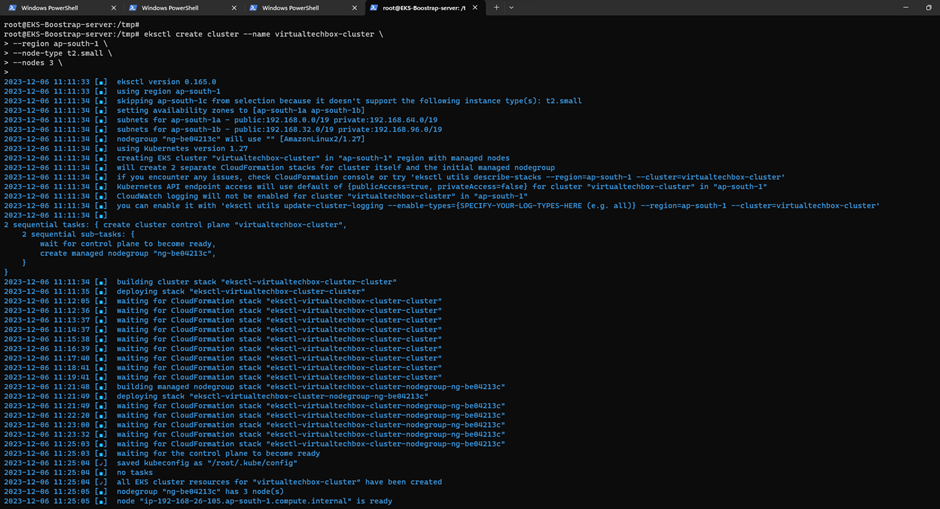 Windows PowerShell
Windows PowerShell
Windows PowerShell
root@EKS-Boostrap-server: /t
root@EKS-Boostrap-server:/tmp#
root@EKS-Boostrap-server:/tmp# eksctl create cluster --name virtualtechbox-cluster \
> --region ap-south-1 \
> --node-type t2.small \
> --nodes 3 \
>
2023-12-06 11:11:33 [▪]  eksctl version 0.165.0
2023-12-06 11:11:33 [▪]  using region ap-south-1
2023-12-06 11:11:34 [▪]  skipping ap-south-1c from selection because it doesn't support the following instance type(s): t2.small
2023-12-06 11:11:34 [▪]  setting availability zones to [ap-south-1a ap-south-1b]
2023-12-06 11:11:34 [▪]  subnets for ap-south-1a - public:192.168.0.0/19 private:192.168.64.0/19
2023-12-06 11:11:34 [▪]  subnets for ap-south-1b - public:192.168.32.0/19 private:192.168.96.0/19
2023-12-06 11:11:34 [▪]  nodegroup "ng-be04213c" will use "" [AmazonLinux2/1.27]
2023-12-06 11:11:34 [▪]  using Kubernetes version 1.27
2023-12-06 11:11:34 [▪]  creating EKS cluster "virtualtechbox-cluster" in "ap-south-1" region with managed nodes
2023-12-06 11:11:34 [▪]  will create 2 separate CloudFormation stacks for cluster itself and the initial managed nodegroup
2023-12-06 11:11:34 [▪]  if you encounter any issues, check CloudFormation console or try 'eksctl utils describe-stacks --region=ap-south-1 --cluster=virtualtechbox-cluster'
2023-12-06 11:11:34 [▪]  Kubernetes API endpoint access will use default of {publicAccess=true, privateAccess=false} for cluster "virtualtechbox-cluster" in "ap-south-1"
2023-12-06 11:11:34 [▪]  CloudWatch logging will not be enabled for cluster "virtualtechbox-cluster" in "ap-south-1"
2023-12-06 11:11:34 [▪]  you can enable it with 'eksctl utils update-cluster-logging --enable-types={SPECIFY-YOUR-LOG-TYPES-HERE (e.g. all)} --region=ap-south-1 --cluster=virtualtechbox-cluster'
2023-12-06 11:11:34 [▪]
2 sequential tasks: { create cluster control plane "virtualtechbox-cluster",
    2 sequential sub-tasks: {
        wait for control plane to become ready,
        create managed nodegroup "ng-be04213c",
    }
}
2023-12-06 11:11:34 [▪]  building cluster stack "eksctl-virtualtechbox-cluster-cluster"
2023-12-06 11:11:35 [▪]  deploying stack "eksctl-virtualtechbox-cluster-cluster"
2023-12-06 11:12:05 [▪]  waiting for CloudFormation stack "eksctl-virtualtechbox-cluster-cluster"
2023-12-06 11:12:36 [▪]  waiting for CloudFormation stack "eksctl-virtualtechbox-cluster-cluster"
2023-12-06 11:13:37 [▪]  waiting for CloudFormation stack "eksctl-virtualtechbox-cluster-cluster"
2023-12-06 11:14:37 [▪]  waiting for CloudFormation stack "eksctl-virtualtechbox-cluster-cluster"
2023-12-06 11:15:38 [▪]  waiting for CloudFormation stack "eksctl-virtualtechbox-cluster-cluster"
2023-12-06 11:16:39 [▪]  waiting for CloudFormation stack "eksctl-virtualtechbox-cluster-cluster"
2023-12-06 11:17:40 [▪]  waiting for CloudFormation stack "eksctl-virtualtechbox-cluster-cluster"
2023-12-06 11:18:41 [▪]  waiting for CloudFormation stack "eksctl-virtualtechbox-cluster-cluster"
2023-12-06 11:19:41 [▪]  waiting for CloudFormation stack "eksctl-virtualtechbox-cluster-cluster"
2023-12-06 11:21:48 [▪]  building managed nodegroup stack "eksctl-virtualtechbox-cluster-nodegroup-ng-be04213c"
2023-12-06 11:21:49 [▪]  deploying stack "eksctl-virtualtechbox-cluster-nodegroup-ng-be04213c"
2023-12-06 11:21:49 [▪]  waiting for CloudFormation stack "eksctl-virtualtechbox-cluster-nodegroup-ng-be04213c"
2023-12-06 11:22:20 [▪]  waiting for CloudFormation stack "eksctl-virtualtechbox-cluster-nodegroup-ng-be04213c"
2023-12-06 11:23:00 [▪]  waiting for CloudFormation stack "eksctl-virtualtechbox-cluster-nodegroup-ng-be04213c"
2023-12-06 11:23:32 [▪]  waiting for CloudFormation stack "eksctl-virtualtechbox-cluster-nodegroup-ng-be04213c"
2023-12-06 11:25:03 [▪]  waiting for CloudFormation stack "eksctl-virtualtechbox-cluster-nodegroup-ng-be04213c"
2023-12-06 11:25:03 [▪]  waiting for the control plane to become ready
2023-12-06 11:25:04 [✓]  saved kubeconfig as "/root/.kube/config"
2023-12-06 11:25:04 [▪]  no tasks
2023-12-06 11:25:04 [✓]  all EKS cluster resources for "virtualtechbox-cluster" have been created
2023-12-06 11:25:05 [▪]  nodegroup "ng-be04213c" has 3 node(s)
2023-12-06 11:25:05 [▪]  node "ip-192-168-26-105.ap-south-1.compute.internal" is ready